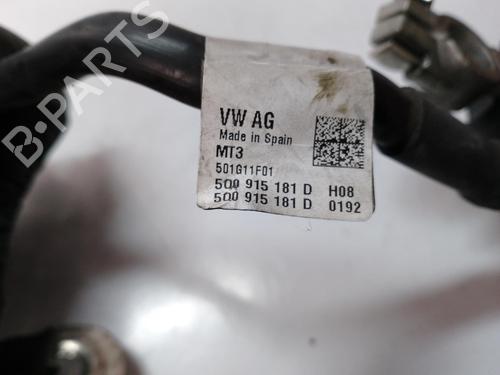 B-PARTS
VW AG
Made in Spain
MT3
501G11F01
5Q0 915 181 D H08
5Q0 915 181 D 0192